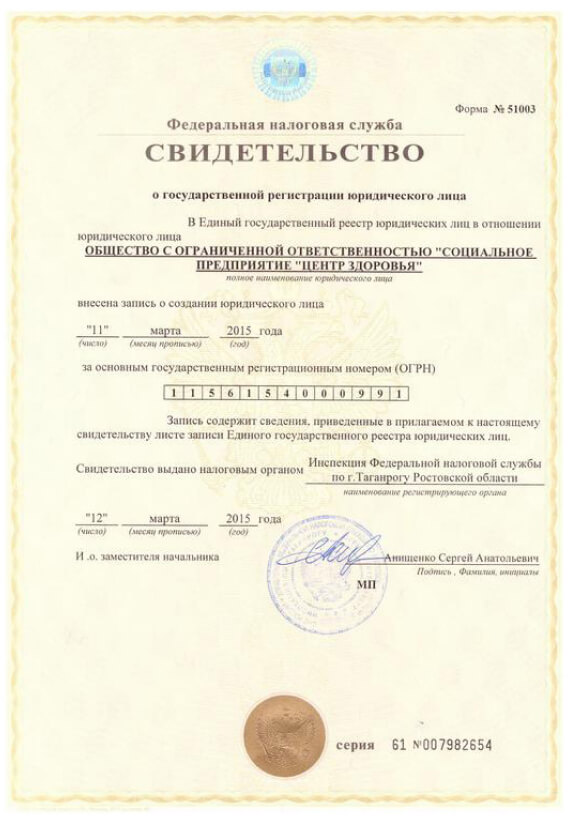 Форма № 51003
Федеральная налоговая служба
СВИДЕТЕЛЬСТВО
о государственной регистрации юридического лица
В Единый государственный реестр юридических лиц в отношении
юридического лица
ОБЩЕСТВО С ОГРАНИЧЕННОЙ ОТВЕТСТВЕННОСТЬЮ "СОЦИАЛЬНОЕ
ПРЕДПРИЯТИЕ "ЦЕНТР ЗДОРОВЬЯ"
полное наименование юридического лица
внесена запись о создании юридического лица
"11" марта 2015 года
(число) (месяц прописью) (год)
за основным государственным регистрационным номером (ОГРН)
1 1 5 6 1 5 4 0 0 0 9 9 1
Запись содержит сведения, приведенные в прилагаемом к настоящему
свидетельству листе записи Единого государственного реестра юридических лиц.
Свидетельство выдано налоговым органом Инспекция Федеральной налоговой службы
по г.Таганрогу Ростовской области
наименование регистрирующего органа
"12" марта 2015 года
(число) (месяц прописью) (год)
И .о. заместителя начальника Анищенко Сергей Анатольевич
Подпись , Фамилия, инициалы
МП
серия 61 №007982654